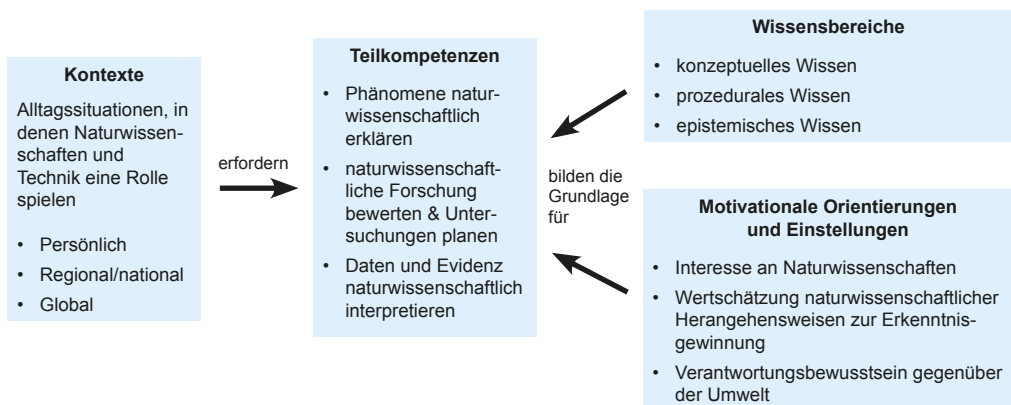 Kontexte
Alltagssituationen, in
denen Naturwissen-
schaften und
Technik eine Rolle
spielen
• Persönlich
• Regional/national
• Global
erfordern
Teilkompetenzen
• Phänomene natur-
wissenschaftlich
erklären
• naturwissenschaft-
liche Forschung
bewerten & Unter-
suchungen planen
• Daten und Evidenz
naturwissenschaftlich
interpretieren
bilden die
Grundlage
für
Wissensbereiche
• konzeptuelles Wissen
• prozedurales Wissen
• epistemisches Wissen
Motivationale Orientierungen
und Einstellungen
• Interesse an Naturwissenschaften
• Wertschätzung naturwissenschaftlicher
Herangehensweisen zur Erkenntnis-
gewinnung
• Verantwortungsbewusstsein gegenüber
der Umwelt